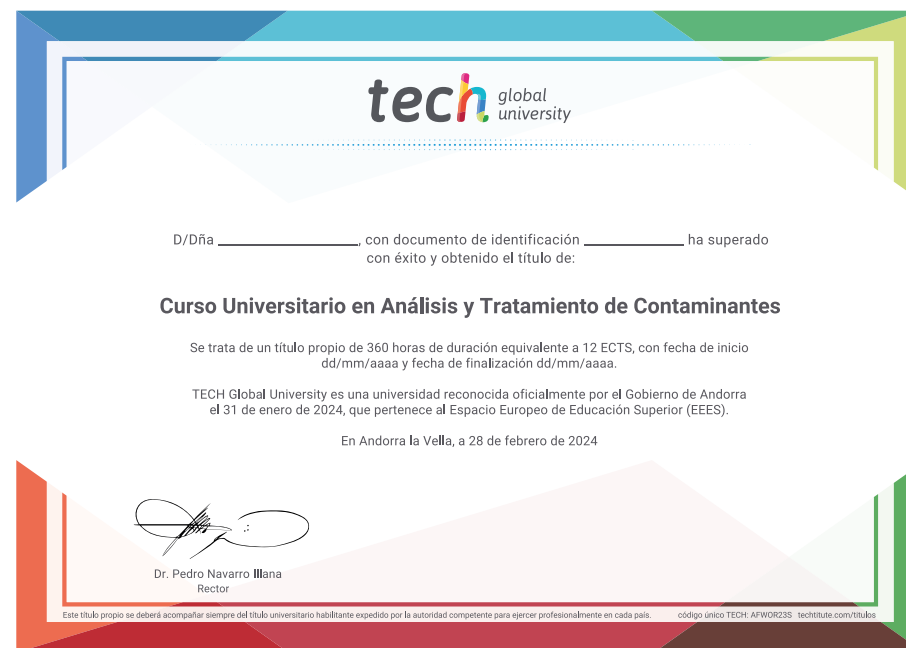 tech global university
D/Dña ____________________, con documento de identificación ______________ ha superado
con éxito y obtenido el título de:
Curso Universitario en Análisis y Tratamiento de Contaminantes
Se trata de un título propio de 360 horas de duración equivalente a 12 ECTS, con fecha de inicio
dd/mm/aaaa y fecha de finalización dd/mm/aaaa.
TECH Global University es una universidad reconocida oficialmente por el Gobierno de Andorra
el 31 de enero de 2024, que pertenece al Espacio Europeo de Educación Superior (EEES).
En Andorra la Vella, a 28 de febrero de 2024
Dr. Pedro Navarro Illana
Rector
Este título propio se deberá acompañar siempre del título universitario habilitante expedido por la autoridad competente para ejercer profesionalmente en cada país. código único TECH: AFWOR23S techtitute.com/titulos